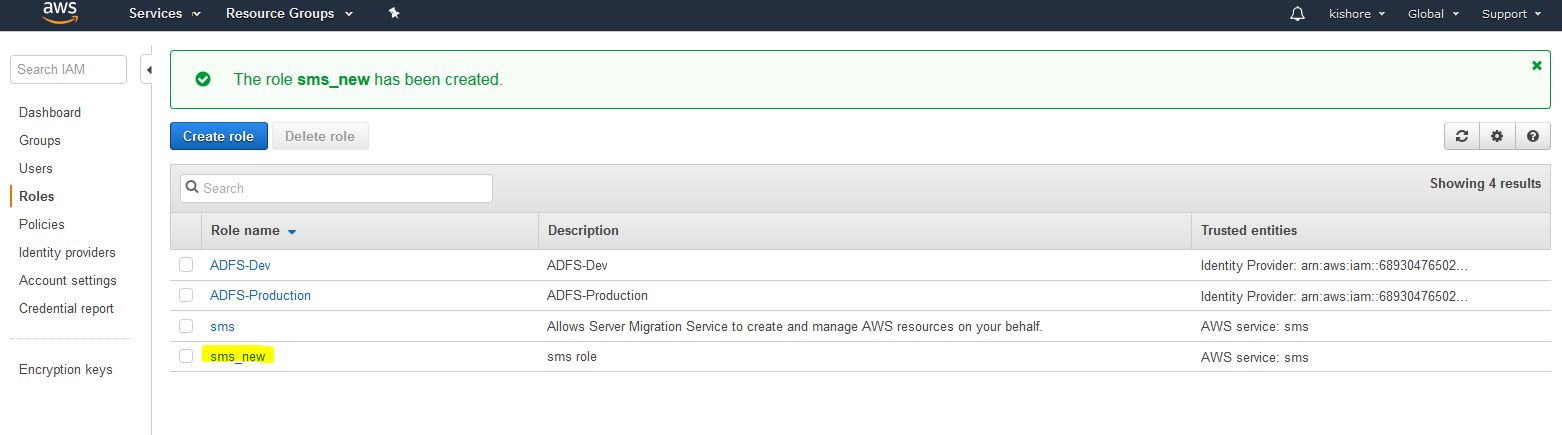 aws Services Resource Groups kishore Global Support
Search IAM
The role sms_new has been created.
Dashboard
Groups
Users
Roles
Policies
Identity providers
Account settings
Credential report
Encryption keys
Create role Delete role
Search
Showing 4 results
Role name Description Trusted entities
ADFS-Dev ADFS-Dev Identity Provider: arn:aws:iam::68930476502...
ADFS-Production ADFS-Production Identity Provider: arn:aws:iam::68930476502...
sms Allows Server Migration Service to create and manage AWS resources on your behalf. AWS service: sms
sms_new sms role AWS service: sms